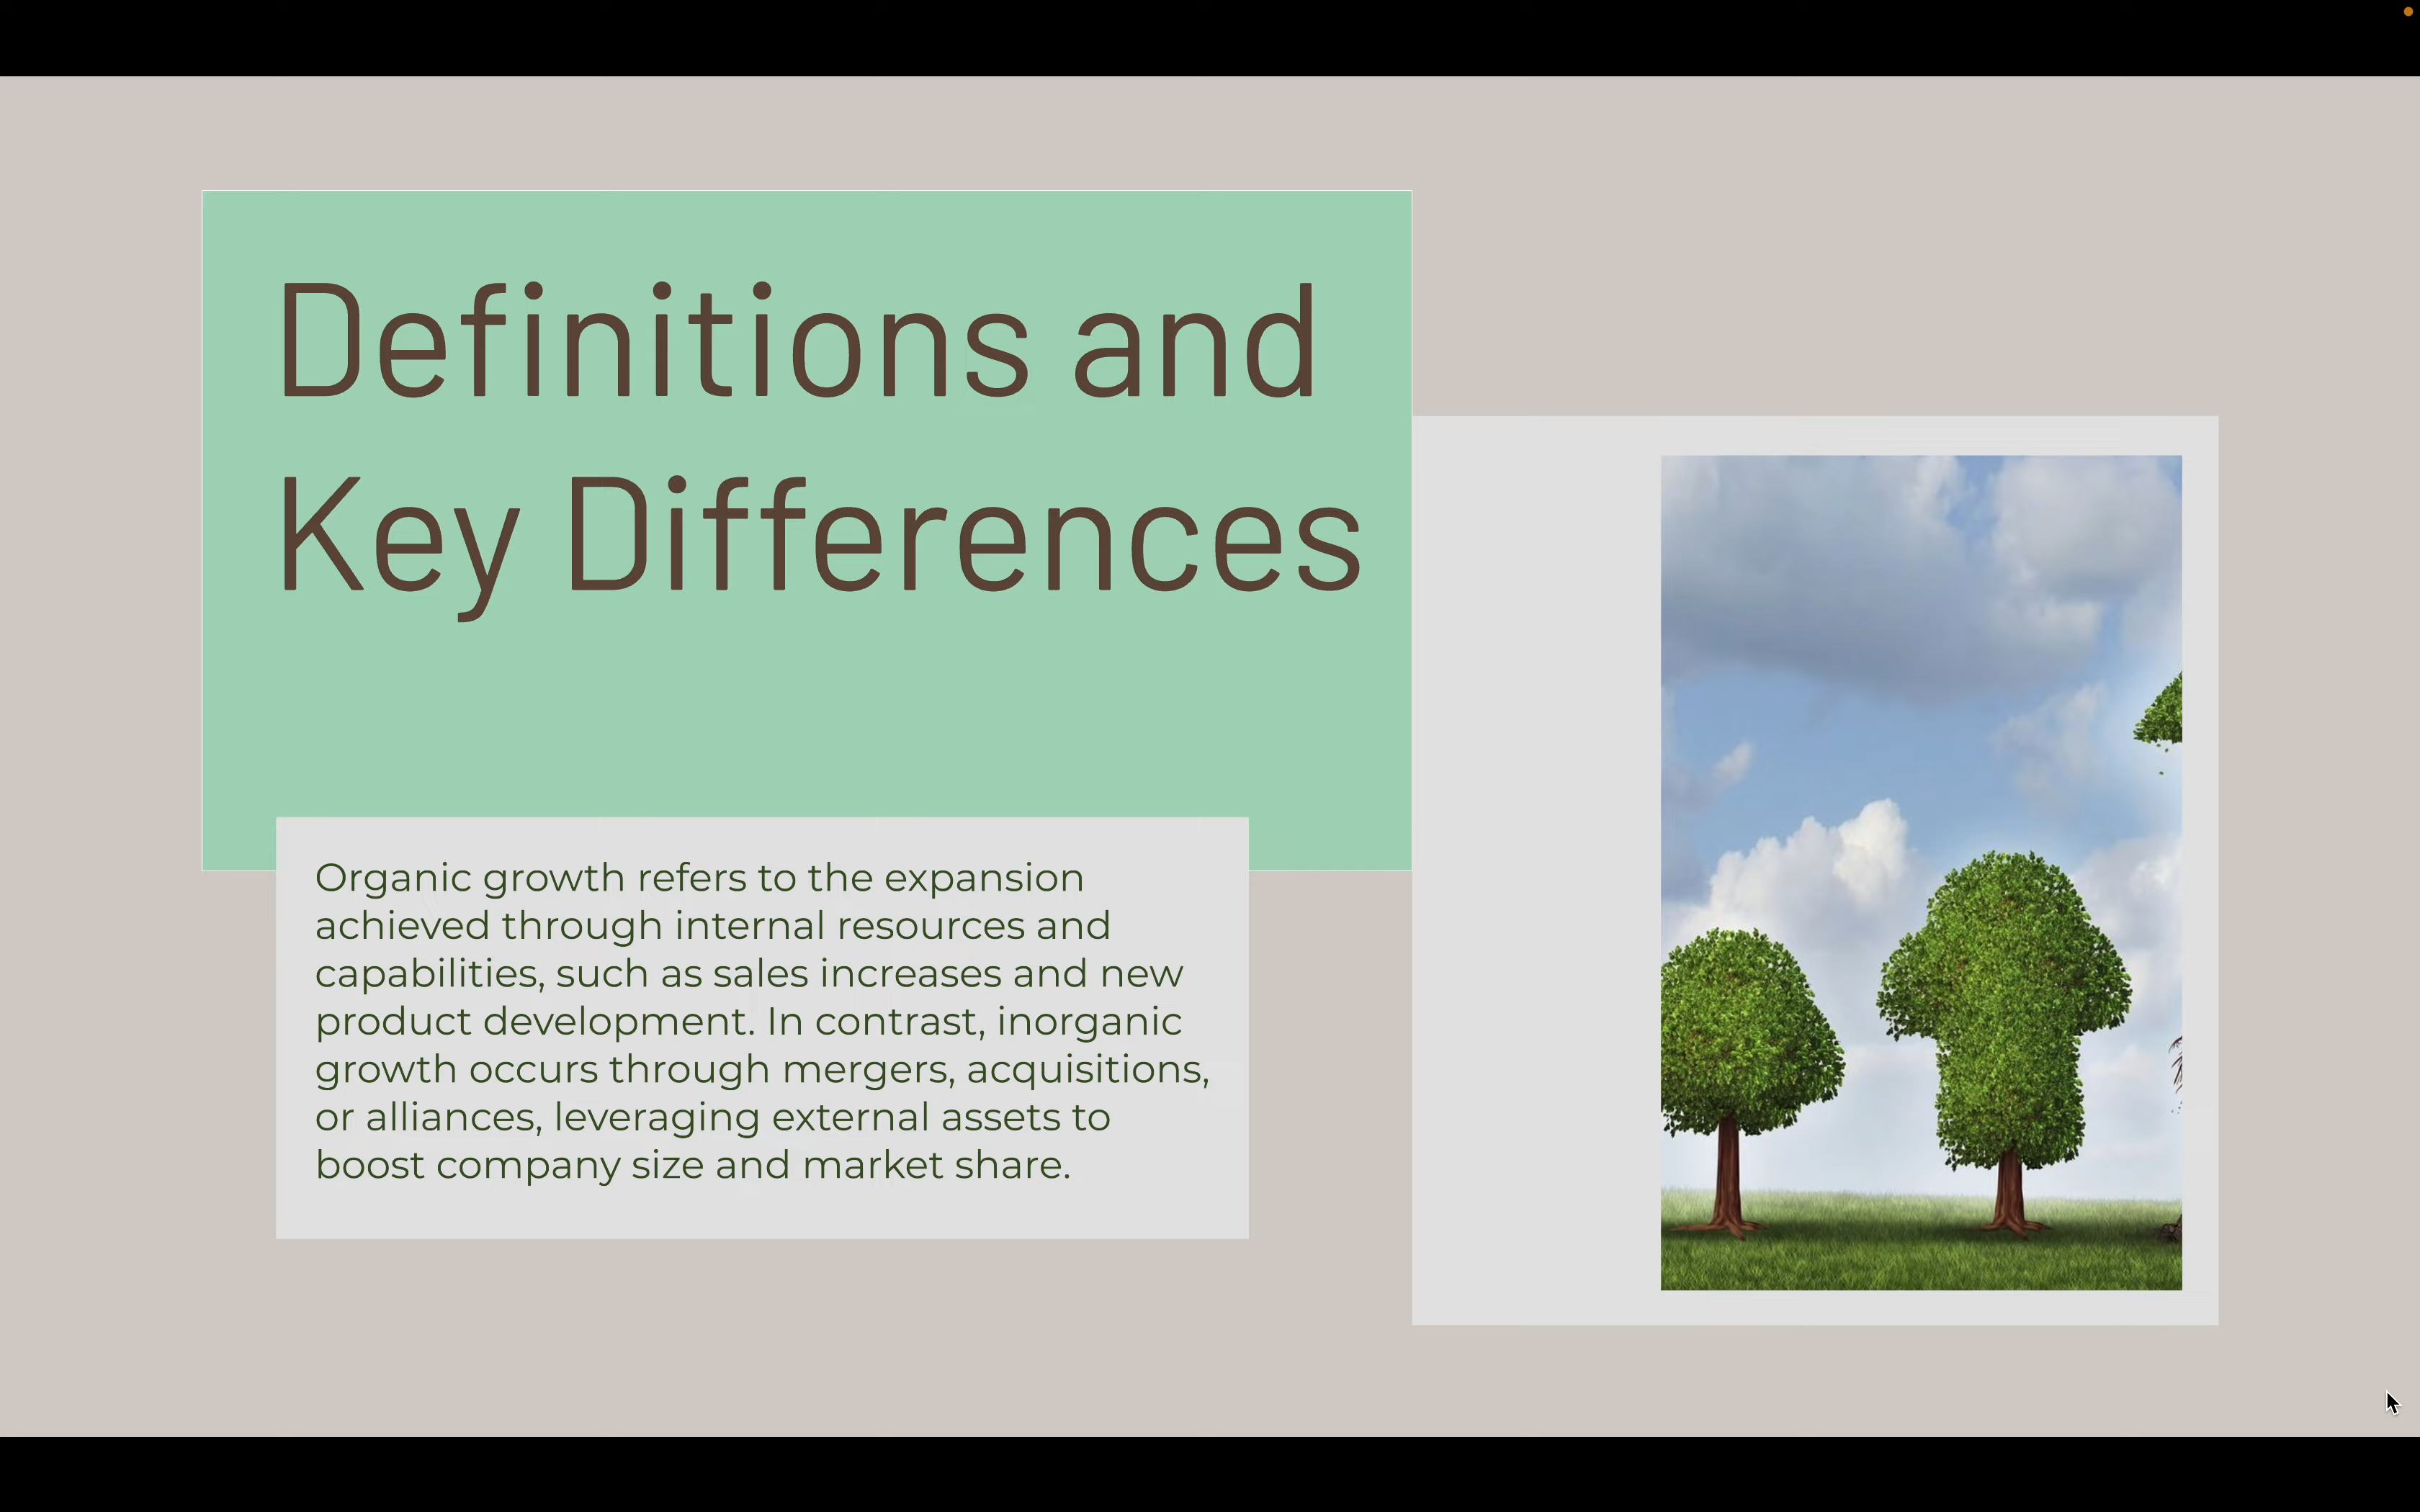 Definitions and
Key Differences
Organic growth refers to the expansion
achieved through internal resources and
capabilities, such as sales increases and new
product development. In contrast, inorganic
growth occurs through mergers, acquisitions,
or alliances, leveraging external assets to
boost company size and market share.